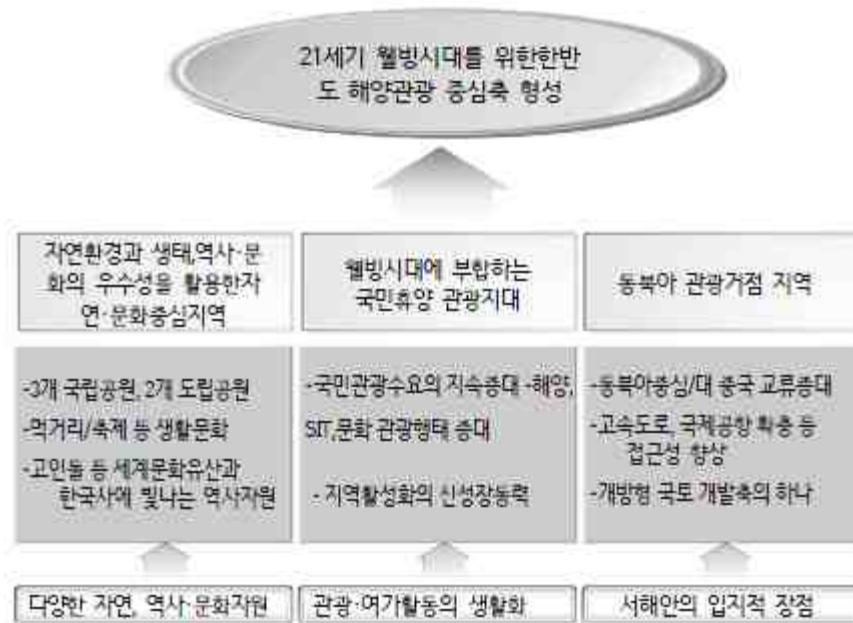 21세기 웰빙시대를 위한한반
도 해양관광 중심축 형성
자연환경과 생태,역사·문
화의 우수성을 활용한자
연·문화중심지역
웰빙시대에 부합하는
국민휴양 관광지대
동북아 관광거점 지역
-3개 국립공원, 2개 도립공원
-먹거리/축제 등 생활문화
-고인돌 등 세계문화유산과
한국사에 빛나는 역사자원
-국민관광수요의 지속증대 -해양,
SIT,문화 관광형태 증대
- 지역활성화의 신성장동력
-동북아중심/대 중국 교류증대
-고속도로, 국제공항 확충 등
접근성 향상
-개방형 국토 개발축의 하나
다양한 자연, 역사·문화자원
관광·여가활동의 생활화
서해안의 입지적 장점